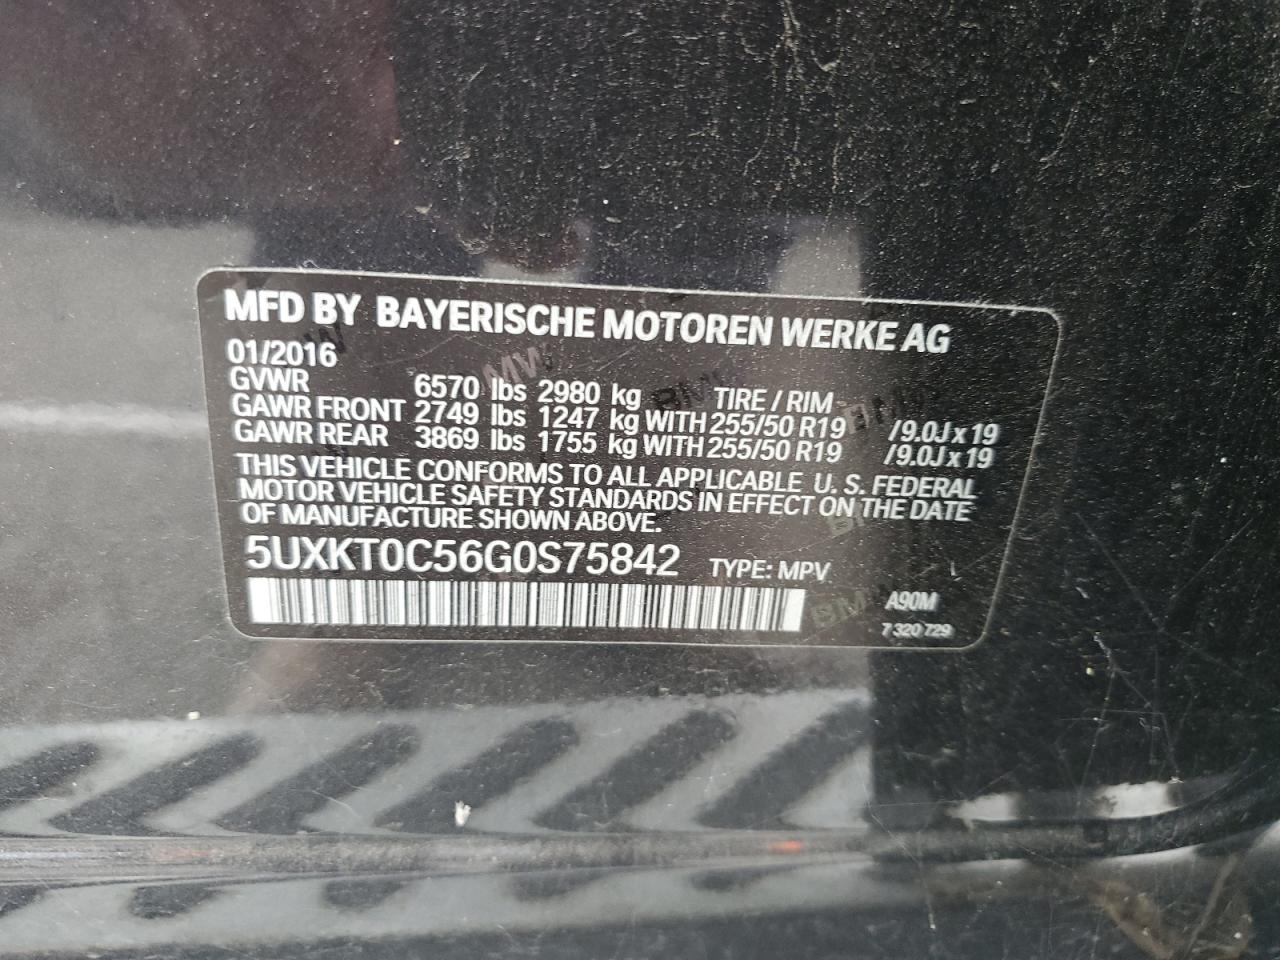 MFD BY BAYERISCHE MOTOREN WERKE AG
01/2016
GVWR 6570 lbs 2980 kg TIRE / RIM
GAWR FRONT 2749 lbs 1247 kg WITH 255/50 R19 /9.0J x 19
GAWR REAR 3869 lbs 1755 kg WITH 255/50 R19 /9.0J x 19
THIS VEHICLE CONFORMS TO ALL APPLICABLE U. S. FEDERAL
MOTOR VEHICLE SAFETY STANDARDS IN EFFECT ON THE DATE
OF MANUFACTURE SHOWN ABOVE.
5UXKT0C56G0S75842 TYPE: MPV
A90M
7 320 729